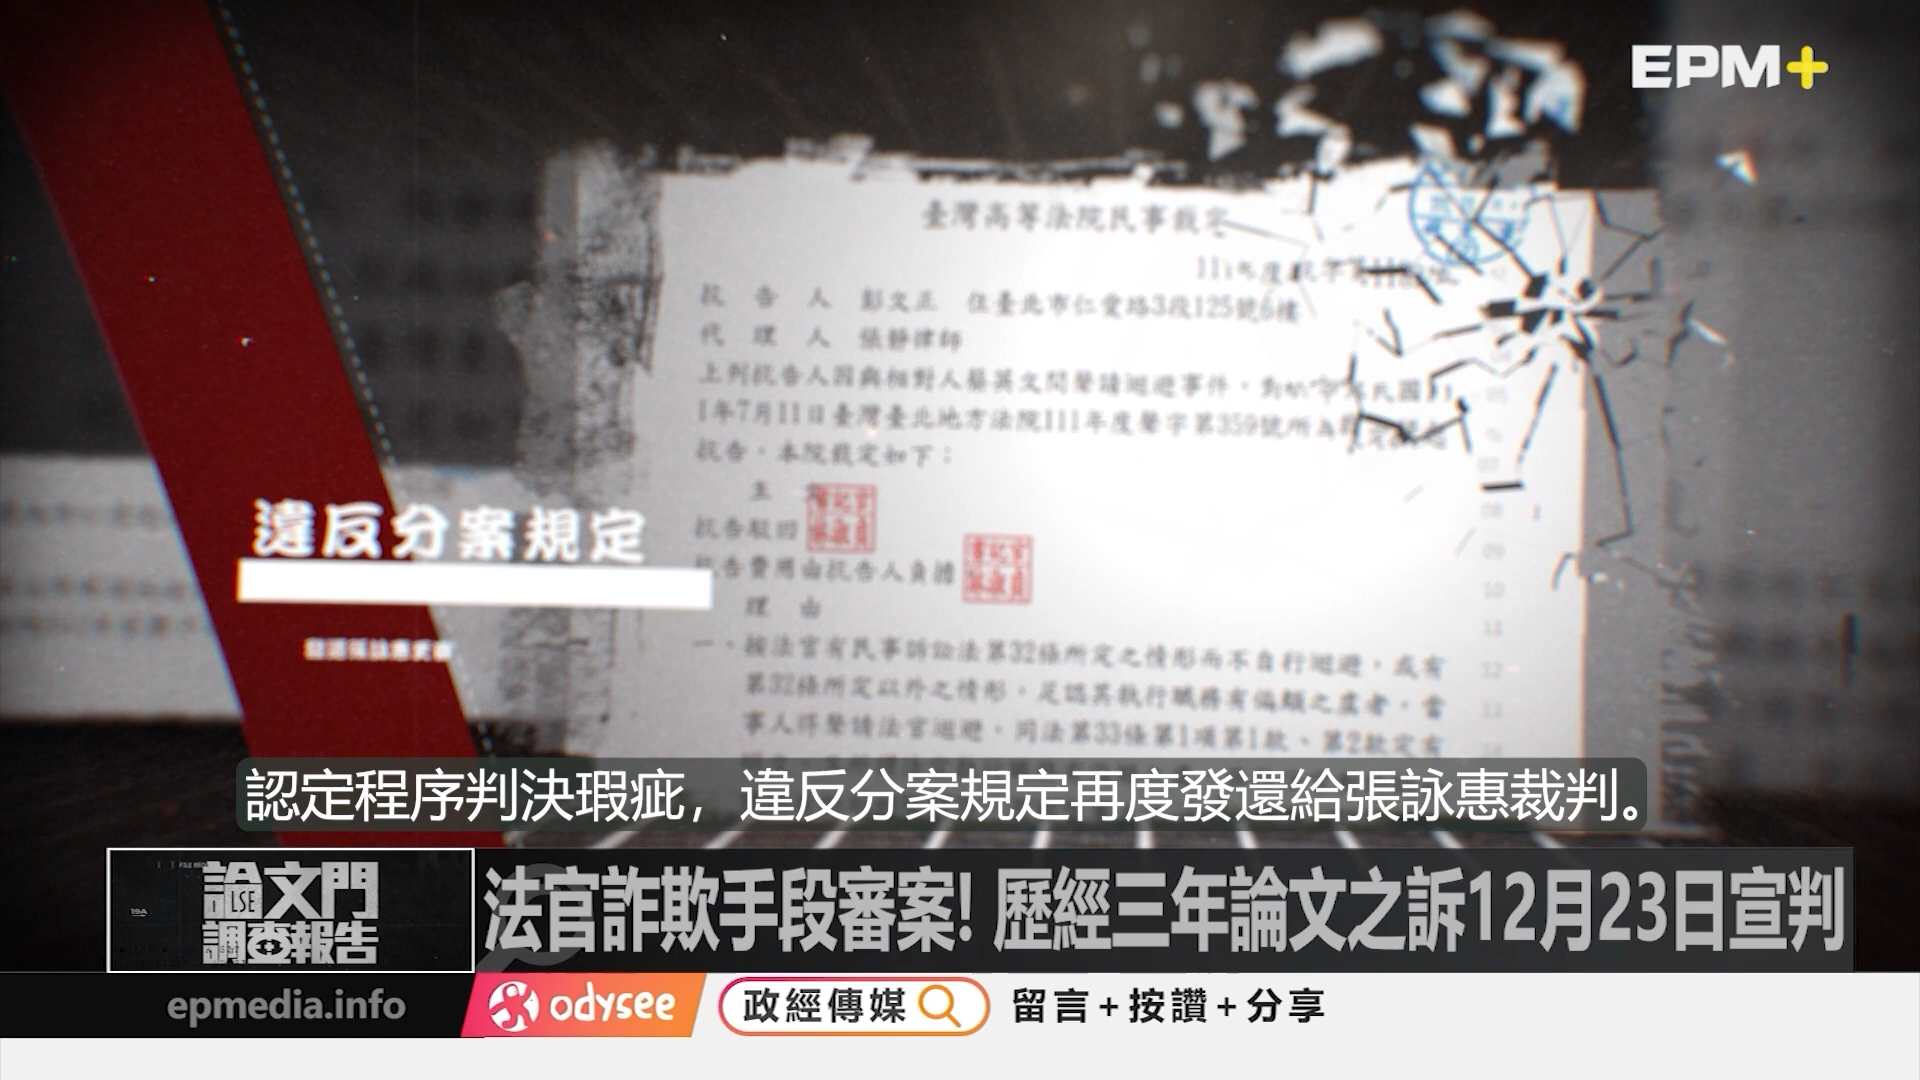 EPM+
臺灣高等法院民事裁定
抗告人 彭文正 住臺北市仁愛路3段125號6樓
代理人 張靜律師
上列抗告人因與相對人蔡英文間聲請迴避事件，對於
1年7月11日臺灣臺北地方法院111年度聲字第359號所為
抗告，本院裁定如下：
主
抗告駁回
抗告費用由抗告人負擔
理由
一、按法官有民事訴訟法第32條所定之情形而不自行迴避，或有
第32條所定以外之情形，足認其執行職務有偏頗之虞者，當
事人得聲請法官迴避，同法第33條第1項第1款、第2款定有
違反分案規定
認定程序判決瑕疵，違反分案規定再度發還給張詠惠裁判。
論文門
LSE
調查報告
法官詐欺手段審案! 歷經三年論文之訴12月23日宣判
epmedia.info
odysee
政經傳媒
留言+按讚+分享